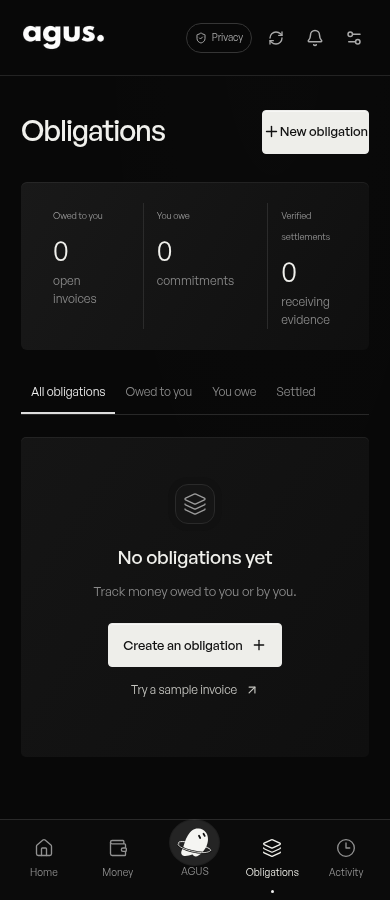 agus.
Privacy
Obligations
New obligation
Owed to you
0
open
invoices
You owe
0
commitments
Verified
settlements
0
receiving
evidence
All obligations
Owed to you
You owe
Settled
No obligations yet
Track money owed to you or by you.
Create an obligation
Try a sample invoice
Home
Money
AGUS
Obligations
Activity